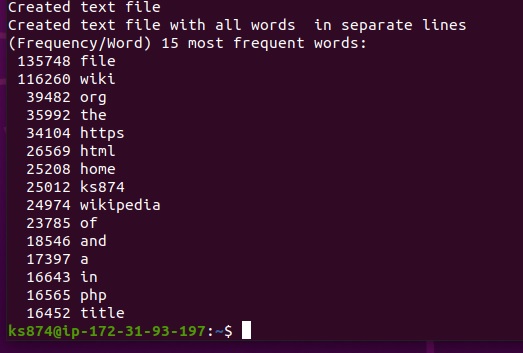 Created text file
Created text file with all words  in separate lines
(Frequency/Word) 15 most frequent words:
 135748 file
 116260 wiki
  39482 org
  35992 the
  34104 https
  26569 html
  25208 home
  25012 ks874
  24974 wikipedia
  23785 of
  18546 and
  17397 a
  16643 in
  16565 php
  16452 title
ks874@ip-172-31-93-197:~$